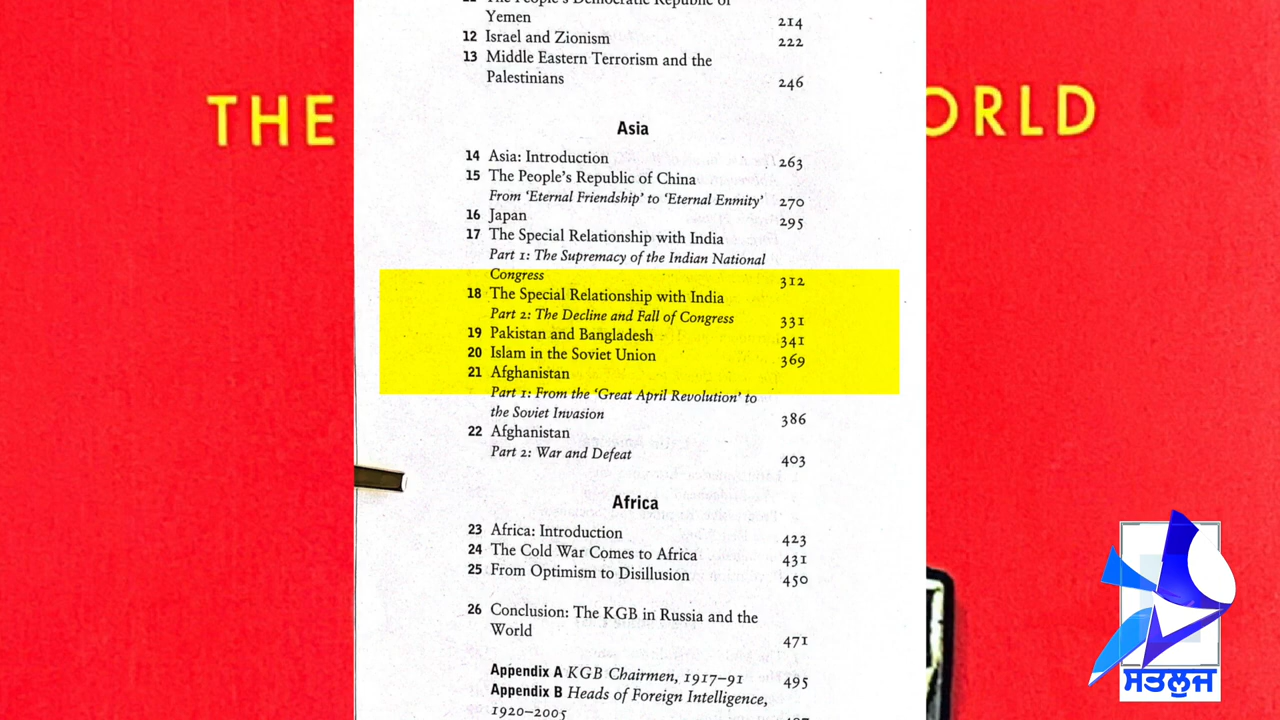 THE
ORLD
Yemen 214
12 Israel and Zionism 222
13 Middle Eastern Terrorism and the
Palestinians 246
Asia
14 Asia: Introduction 263
15 The People's Republic of China
From 'Eternal Friendship' to 'Eternal Enmity' 270
16 Japan 295
17 The Special Relationship with India
Part 1: The Supremacy of the Indian National
Congress 312
18 The Special Relationship with India
Part 2: The Decline and Fall of Congress 331
19 Pakistan and Bangladesh 341
20 Islam in the Soviet Union 369
21 Afghanistan
Part 1: From the 'Great April Revolution' to
the Soviet Invasion 386
22 Afghanistan
Part 2: War and Defeat 403
Africa
23 Africa: Introduction 423
24 The Cold War Comes to Africa 431
25 From Optimism to Disillusion 450
26 Conclusion: The KGB in Russia and the
World 471
Appendix A KGB Chairmen, 1917–91 495
Appendix B Heads of Foreign Intelligence,
1920–2005
ਸਤਲੁਜ